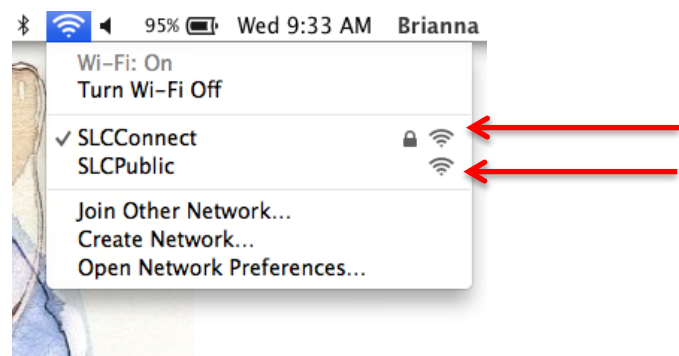 95% Wed 9:33 AM Brianna
Wi-Fi: On
Turn Wi-Fi Off
SLCConnect
SLCPublic
Join Other Network...
Create Network...
Open Network Preferences...